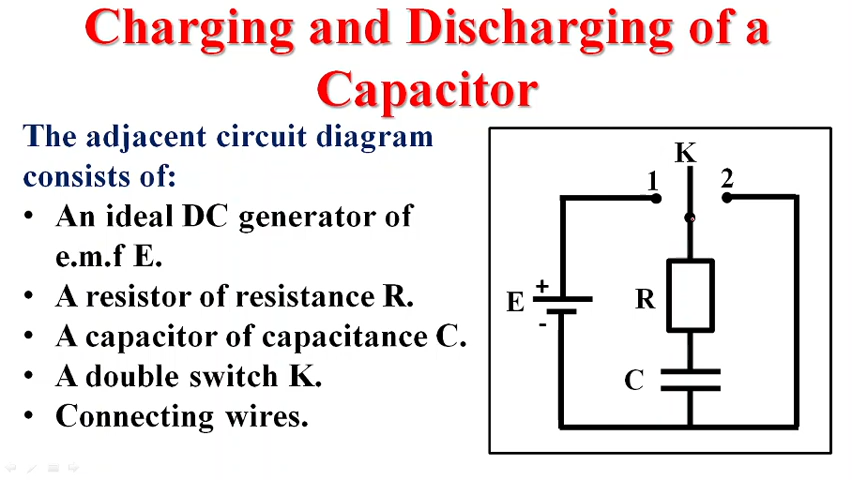 Charging and Discharging of a
Capacitor
The adjacent circuit diagram
consists of:
• An ideal DC generator of
e.m.f E.
• A resistor of resistance R.
• A capacitor of capacitance C.
• A double switch K.
• Connecting wires.
K
1
2
+
E
-
R
C